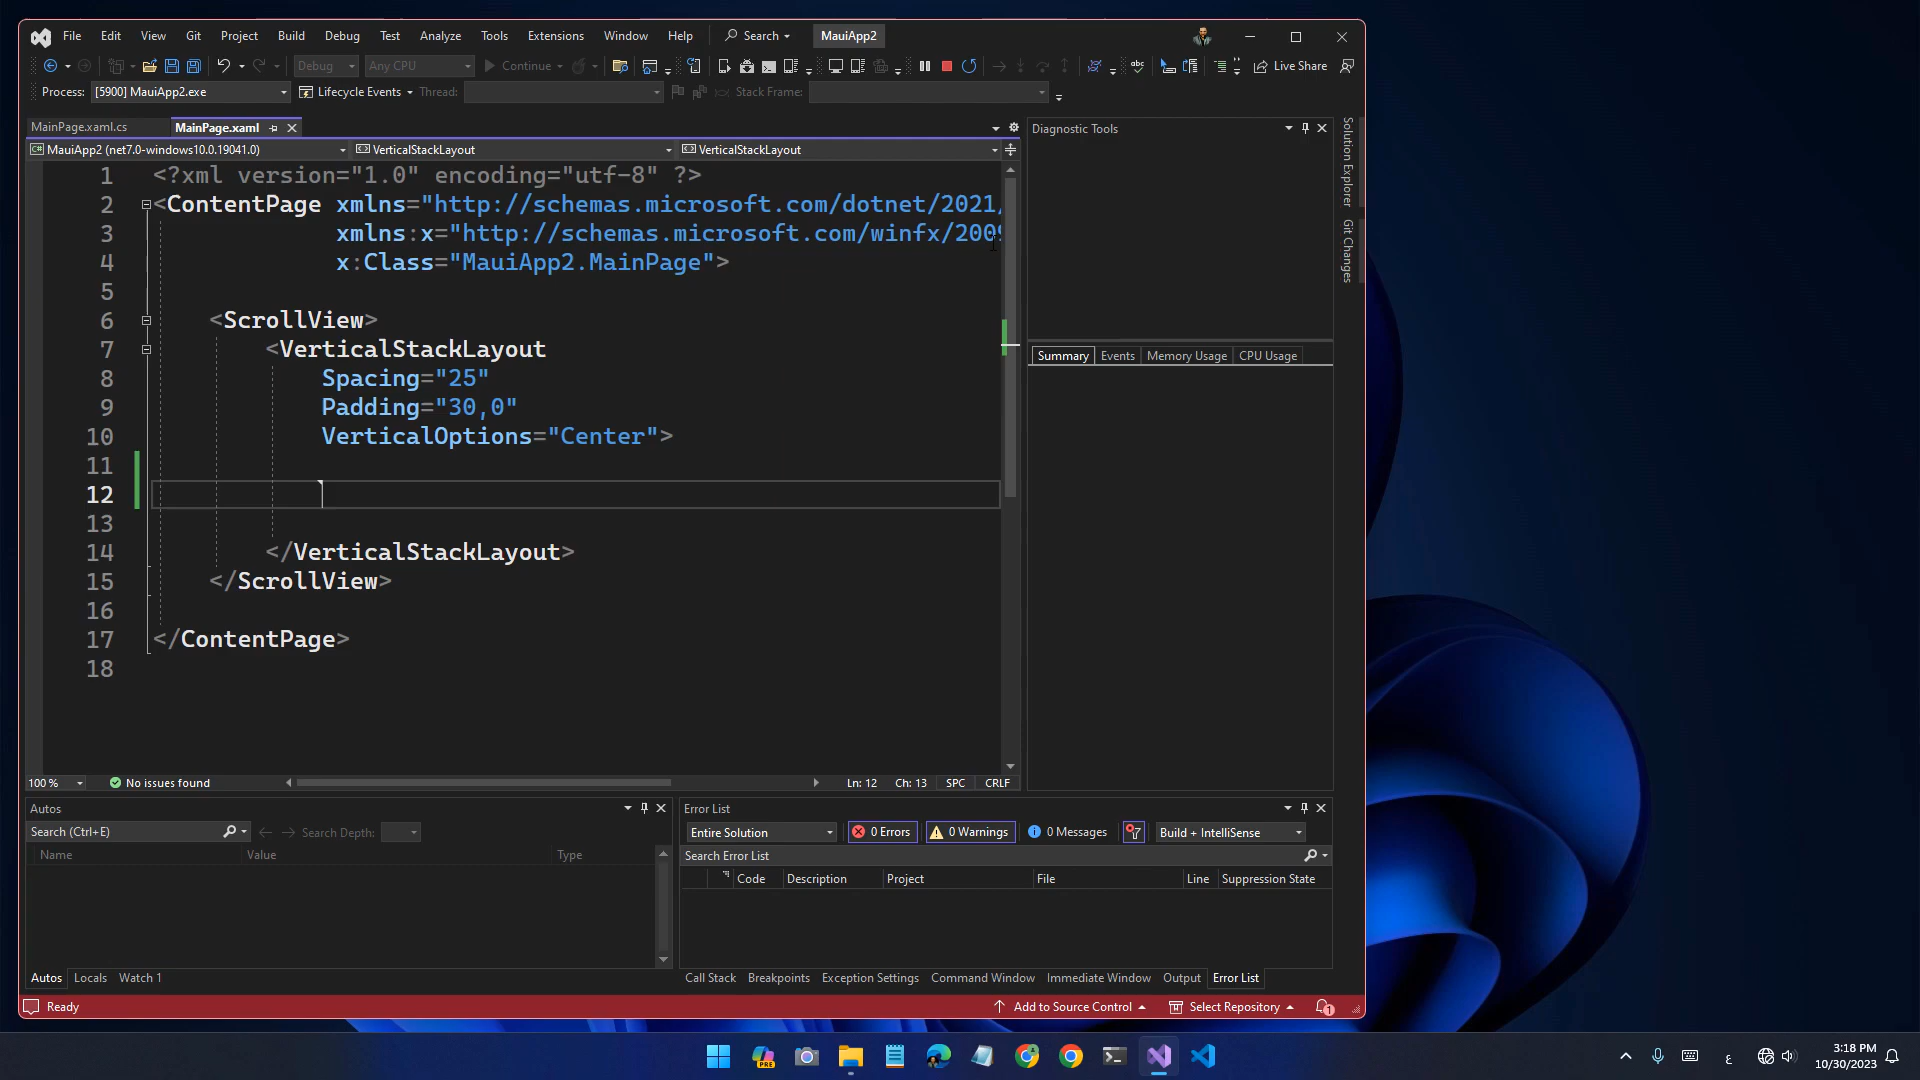 File Edit View Git Project Build Debug Test Analyze Tools Extensions Window Help Search MauiApp2
Debug Any CPU Continue Live Share
Process: [5900] MauiApp2.exe Lifecycle Events Thread: Stack Frame:
MainPage.xaml.cs MainPage.xaml
MauiApp2 (net7.0-windows10.0.19041.0) VerticalStackLayout VerticalStackLayout
1 <?xml version="1.0" encoding="utf-8" ?>
2 <ContentPage xmlns="http://schemas.microsoft.com/dotnet/2021/
3 xmlns:x="http://schemas.microsoft.com/winfx/2009
4 x:Class="MauiApp2.MainPage">
5
6 <ScrollView>
7 <VerticalStackLayout
8 Spacing="25"
9 Padding="30,0"
10 VerticalOptions="Center">
11
12
13
14 </VerticalStackLayout>
15 </ScrollView>
16
17 </ContentPage>
18
100 % No issues found Ln: 12 Ch: 13 SPC CRLF
Diagnostic Tools
Summary Events Memory Usage CPU Usage
Solution Explorer
Git Changes
Autos
Search (Ctrl+E) Search Depth:
Name Value Type
Autos Locals Watch 1
Error List
Entire Solution 0 Errors 0 Warnings 0 Messages Build + IntelliSense
Search Error List
Code Description Project File Line Suppression State
Call Stack Breakpoints Exception Settings Command Window Immediate Window Output Error List
Ready Add to Source Control Select Repository 1
PRE
ع
3:18 PM
10/30/2023